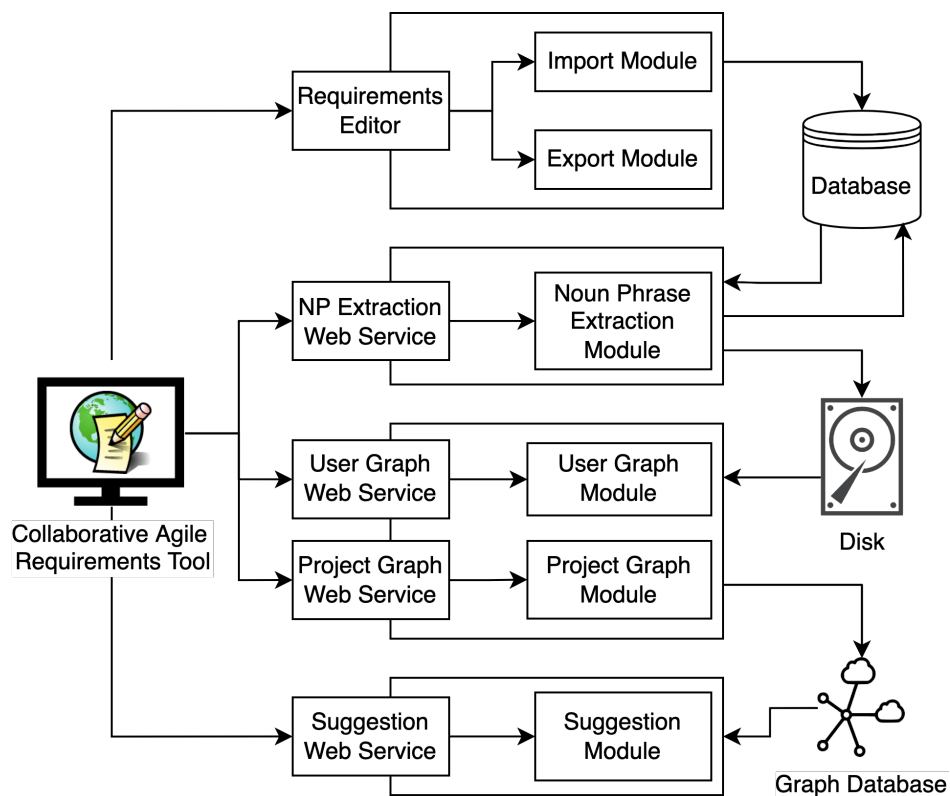 Requirements
Editor
Import Module
Export Module
Database
NP Extraction
Web Service
Noun Phrase
Extraction
Module
User Graph
Web Service
User Graph
Module
Disk
Collaborative Agile
Requirements Tool
Project Graph
Web Service
Project Graph
Module
Suggestion
Web Service
Suggestion
Module
Graph Database